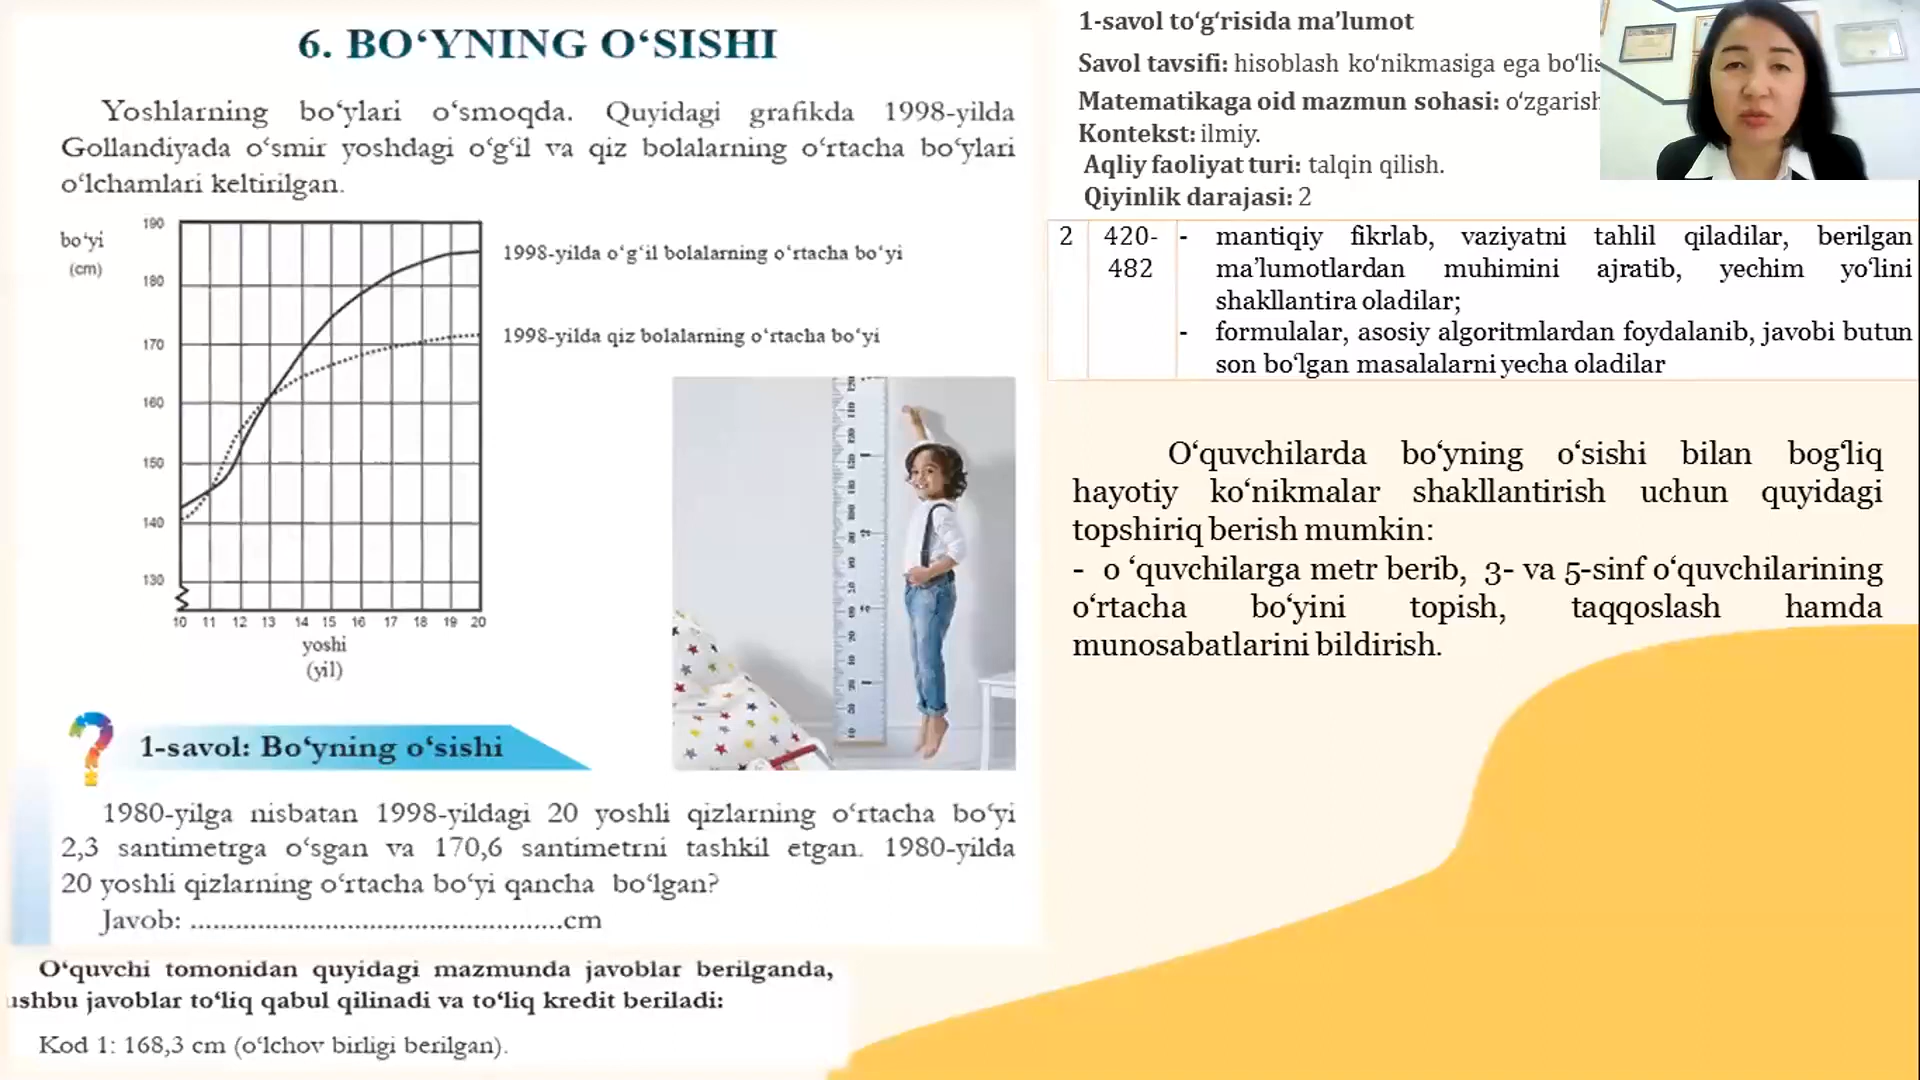 6. BO‘YNING O‘SISHI
Yoshlarning bo‘ylari o‘smoqda. Quyidagi grafikda 1998-yilda
Gollandiyada o‘smir yoshdagi o‘g‘il va qiz bolalarning o‘rtacha bo‘ylari
o‘lchamlari keltirilgan.
bo‘yi
(cm)
190
180
170
160
150
140
130
10 11 12 13 14 15 16 17 18 19 20
yoshi
(yil)
1998-yilda o‘g‘il bolalarning o‘rtacha bo‘yi
1998-yilda qiz bolalarning o‘rtacha bo‘yi
1-savol: Bo‘yning o‘sishi
1980-yilga nisbatan 1998-yildagi 20 yoshli qizlarning o‘rtacha bo‘yi
2,3 santimetrga o‘sgan va 170,6 santimetrni tashkil etgan. 1980-yilda
20 yoshli qizlarning o‘rtacha bo‘yi qancha bo‘lgan?
Javob: ..................................................cm
O‘quvchi tomonidan quyidagi mazmunda javoblar berilganda,
ushbu javoblar to‘liq qabul qilinadi va to‘liq kredit beriladi:
Kod 1: 168,3 cm (o‘lchov birligi berilgan).
1-savol to‘g‘risida ma’lumot
Savol tavsifi: hisoblash ko‘nikmasiga ega bo‘lis
Matematikaga oid mazmun sohasi: o‘zgarish
Kontekst: ilmiy.
Aqliy faoliyat turi: talqin qilish.
Qiyinlik darajasi: 2
2 420-482
- mantiqiy fikrlab, vaziyatni tahlil qiladilar, berilgan
ma’lumotlardan muhimini ajratib, yechim yo‘lini
shakllantira oladilar;
- formulalar, asosiy algoritmlardan foydalanib, javobi butun
son bo‘lgan masalalarni yecha oladilar
O‘quvchilarda bo‘yning o‘sishi bilan bog‘liq
hayotiy ko‘nikmalar shakllantirish uchun quyidagi
topshiriq berish mumkin:
- o ‘quvchilarga metr berib, 3- va 5-sinf o‘quvchilarining
o‘rtacha bo‘yini topish, taqqoslash hamda
munosabatlarini bildirish.